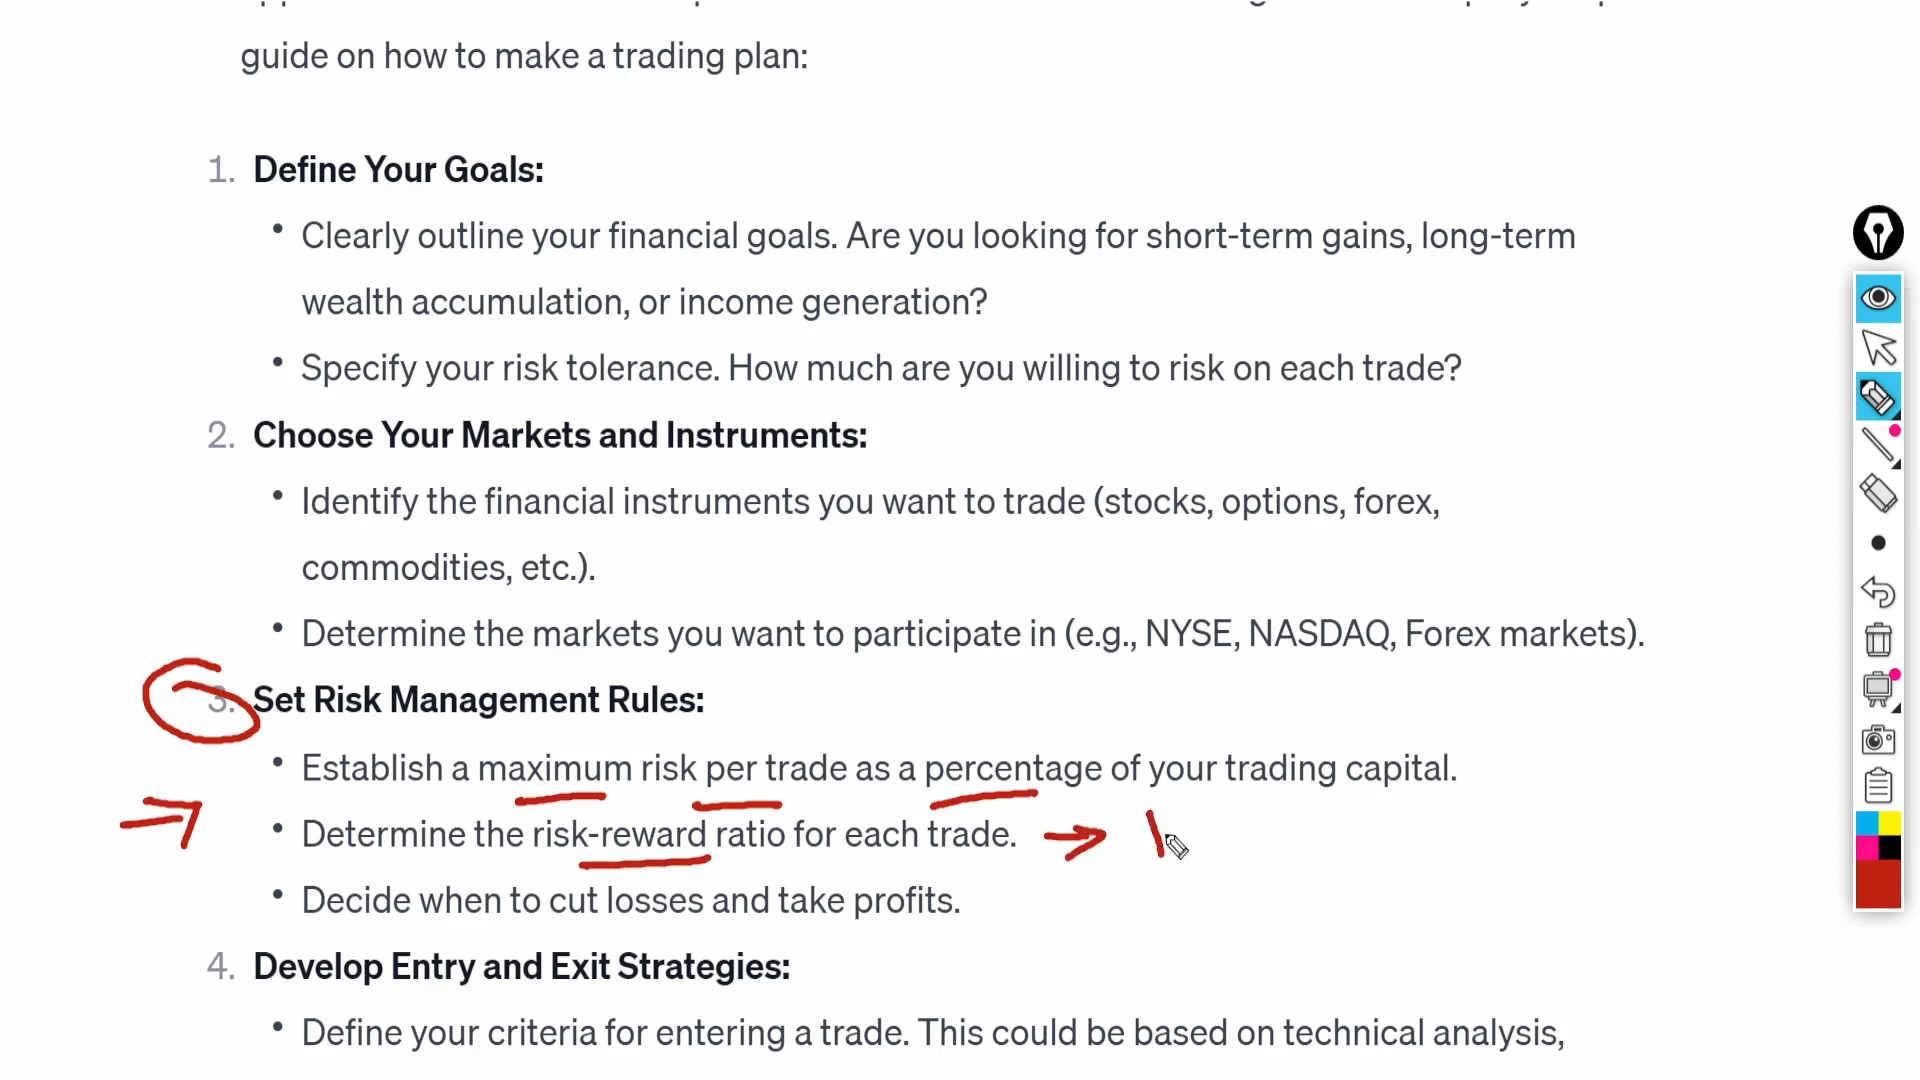 guide on how to make a trading plan:
1. Define Your Goals:
• Clearly outline your financial goals. Are you looking for short-term gains, long-term
wealth accumulation, or income generation?
• Specify your risk tolerance. How much are you willing to risk on each trade?
2. Choose Your Markets and Instruments:
• Identify the financial instruments you want to trade (stocks, options, forex,
commodities, etc.).
• Determine the markets you want to participate in (e.g., NYSE, NASDAQ, Forex markets).
3. Set Risk Management Rules:
• Establish a maximum risk per trade as a percentage of your trading capital.
• Determine the risk-reward ratio for each trade.
• Decide when to cut losses and take profits.
4. Develop Entry and Exit Strategies:
• Define your criteria for entering a trade. This could be based on technical analysis,